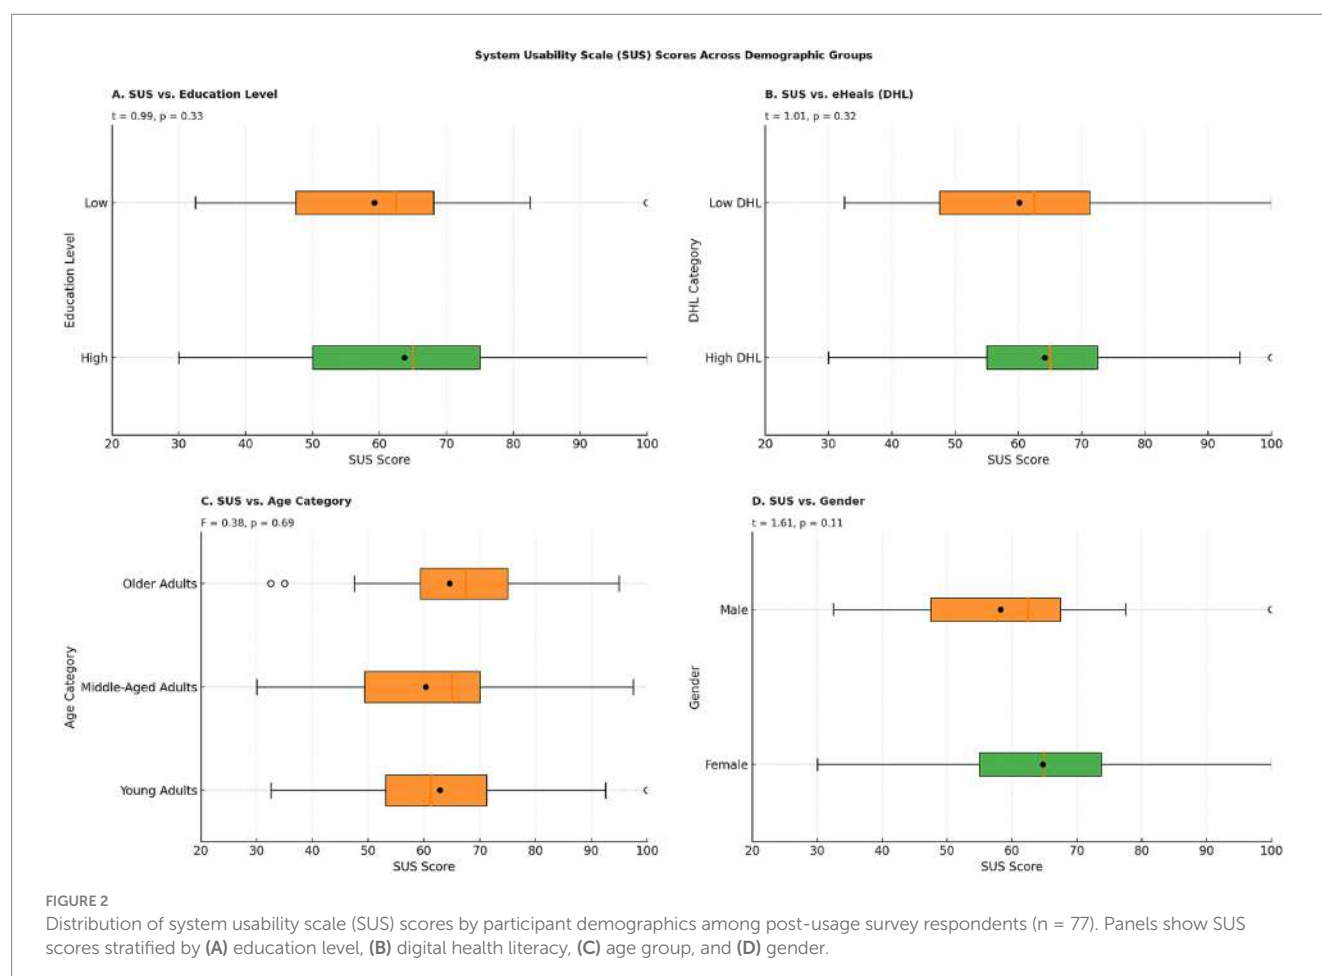 System Usability Scale (SUS) Scores Across Demographic Groups
A. SUS vs. Education Level
t = 0.99, p = 0.33
Low
High
Education Level
20 30 40 50 60 70 80 90 100
SUS Score
B. SUS vs. eHeals (DHL)
t = 1.01, p = 0.32
Low DHL
High DHL
DHL Category
20 30 40 50 60 70 80 90 100
SUS Score
C. SUS vs. Age Category
F = 0.38, p = 0.69
Older Adults
Middle-Aged Adults
Young Adults
Age Category
20 30 40 50 60 70 80 90 100
SUS Score
D. SUS vs. Gender
t = 1.61, p = 0.11
Male
Female
Gender
20 30 40 50 60 70 80 90 100
SUS Score
FIGURE 2
Distribution of system usability scale (SUS) scores by participant demographics among post-usage survey respondents (n = 77). Panels show SUS
scores stratified by (A) education level, (B) digital health literacy, (C) age group, and (D) gender.